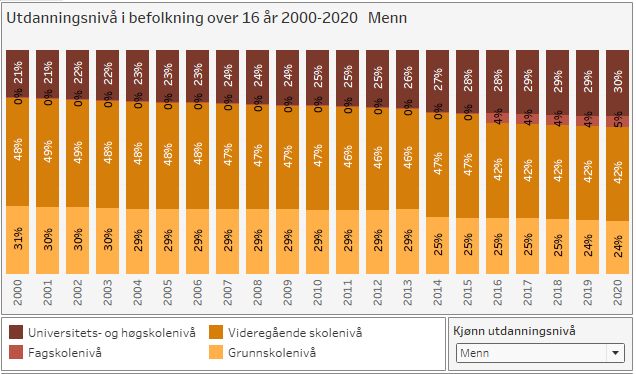 Utdanningsnivå i befolkning over 16 år 2000-2020 Menn
21% 21% 22% 22% 23% 23% 23% 24% 24% 24% 25% 25% 25% 26% 27% 28% 28% 29% 29% 29% 30%
0% 0% 0% 0% 0% 0% 0% 0% 0% 0% 0% 0% 0% 0% 0% 0% 4% 4% 4% 4% 5%
48% 49% 49% 48% 48% 48% 48% 47% 47% 47% 47% 46% 46% 46% 47% 47% 42% 42% 42% 42% 42%
31% 30% 30% 30% 29% 29% 29% 29% 29% 29% 29% 29% 29% 29% 25% 25% 25% 25% 25% 24% 24%
2000 2001 2002 2003 2004 2005 2006 2007 2008 2009 2010 2011 2012 2013 2014 2015 2016 2017 2018 2019 2020
Universitets- og høgskolenivå Videregående skolenivå
Fagskolenivå Grunnskolenivå
Kjønn utdanningsnivå
Menn